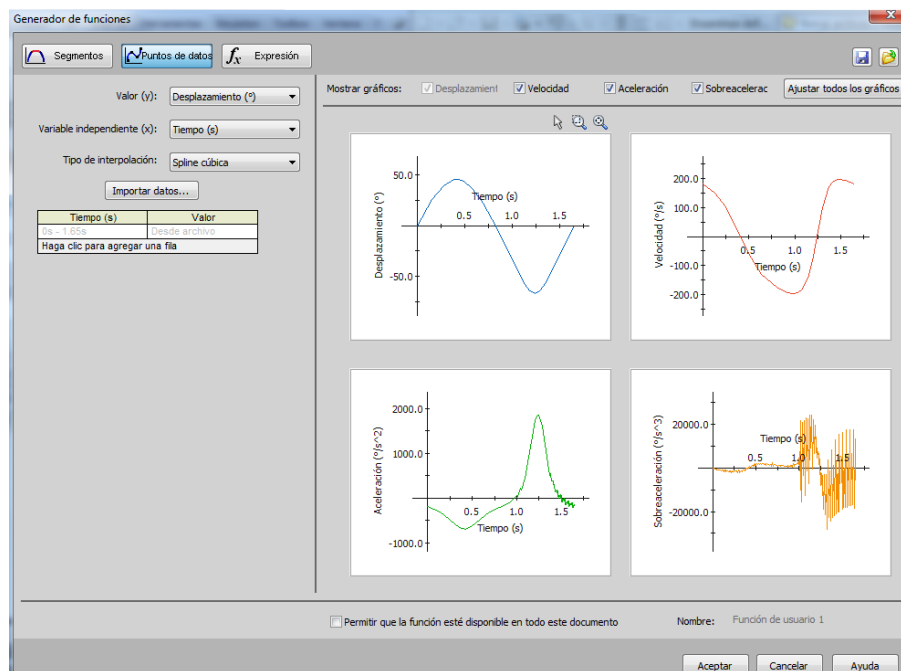 Generador de funciones
Segmentos
Puntos de datos
fx Expresión
Valor (y): Desplazamiento (º)
Variable independiente (x): Tiempo (s)
Tipo de interpolación: Spline cúbica
Importar datos...
Tiempo (s) Valor
0s - 1.65s Desde archivo
Haga clic para agregar una fila
Mostrar gráficos: Desplazamient Velocidad Aceleración Sobreacelerac Ajustar todos los gráficos
50.0
-50.0
0.5 1.0 1.5
Tiempo (s)
Desplazamiento (º)
200.0
100.0
-100.0
-200.0
0.5 1.0 1.5
Tiempo (s)
Velocidad (º/s)
2000.0
1000.0
-1000.0
0.5 1.0 1.5
Tiempo (s)
Aceleración (º/s^2)
20000.0
-20000.0
0.5 1.0 1.5
Tiempo (s)
Sobreaceleración (º/s^3)
Permitir que la función esté disponible en todo este documento
Nombre: Función de usuario 1
Aceptar Cancelar Ayuda